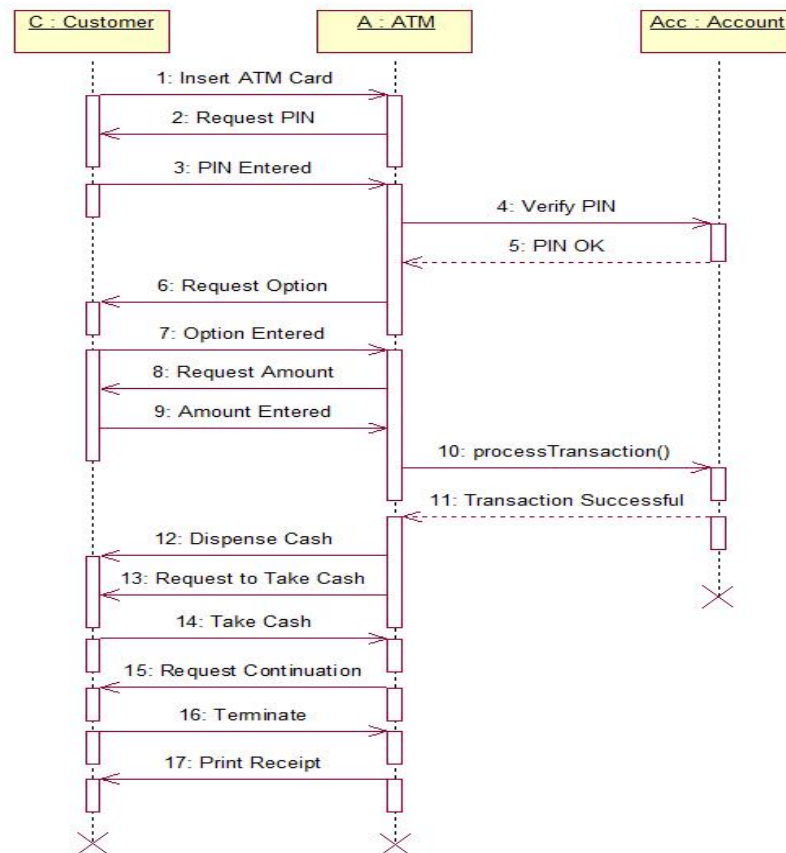 C : Customer
A : ATM
Acc : Account
1: Insert ATM Card
2: Request PIN
3: PIN Entered
4: Verify PIN
5: PIN OK
6: Request Option
7: Option Entered
8: Request Amount
9: Amount Entered
10: processTransaction()
11: Transaction Successful
12: Dispense Cash
13: Request to Take Cash
14: Take Cash
15: Request Continuation
16: Terminate
17: Print Receipt